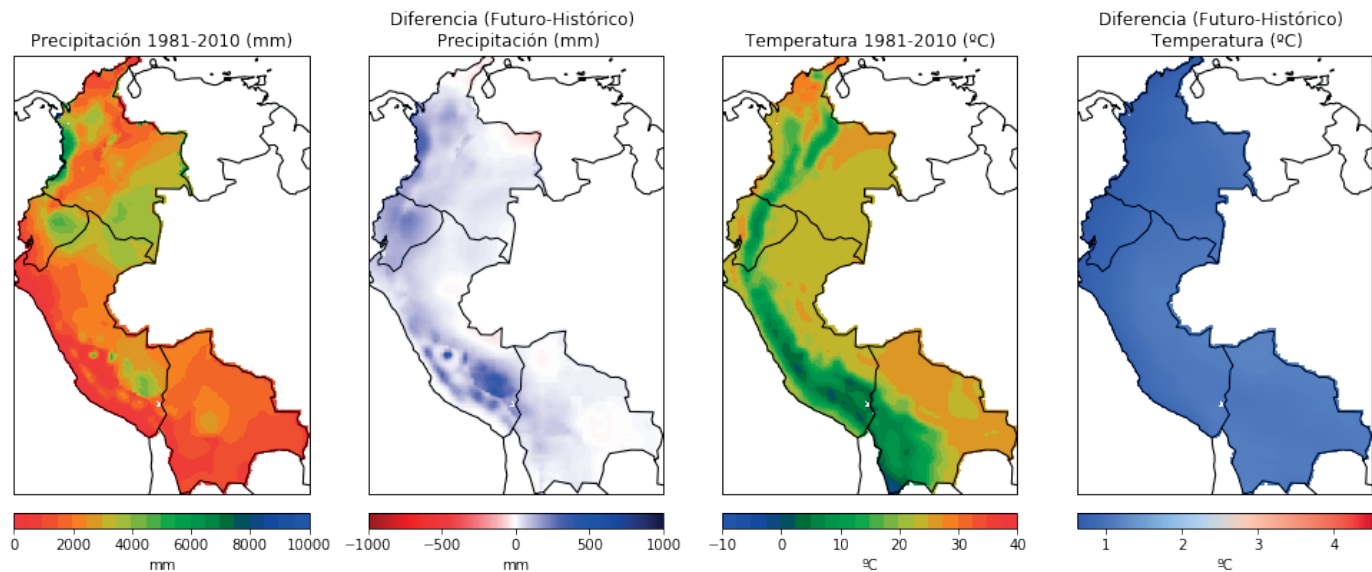 Precipitación 1981-2010 (mm)
0 2000 4000 6000 8000 10000
mm
Diferencia (Futuro-Histórico)
Precipitación (mm)
−1000 −500 0 500 1000
mm
Temperatura 1981-2010 (ºC)
−10 0 10 20 30 40
ºC
Diferencia (Futuro-Histórico)
Temperatura (ºC)
1 2 3 4
ºC